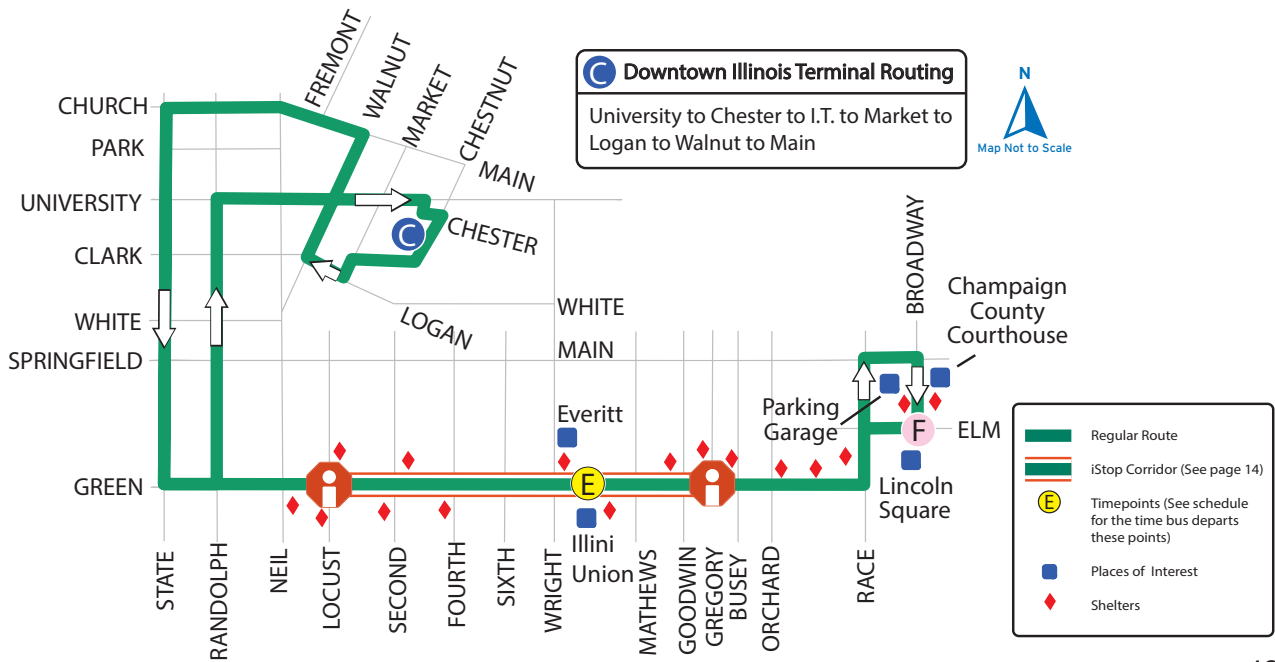 FREMONT
WALNUT
MARKET
CHESTNUT
CHURCH
PARK
UNIVERSITY
CLARK
WHITE
SPRINGFIELD
GREEN
MAIN
CHESTER
C
LOGAN
WHITE
MAIN
C Downtown Illinois Terminal Routing
University to Chester to I.T. to Market to
Logan to Walnut to Main
N
Map Not to Scale
BROADWAY
Champaign
County
Courthouse
Parking
Garage
F
ELM
Lincoln
Square
Everitt
E
Illini
Union
STATE
RANDOLPH
NEIL
LOCUST
SECOND
FOURTH
SIXTH
WRIGHT
MATHEWS
GOODWIN
GREGORY
BUSEY
ORCHARD
RACE
Regular Route
iStop Corridor (See page 14)
E
Timepoints (See schedule
for the time bus departs
these points)
Places of Interest
Shelters